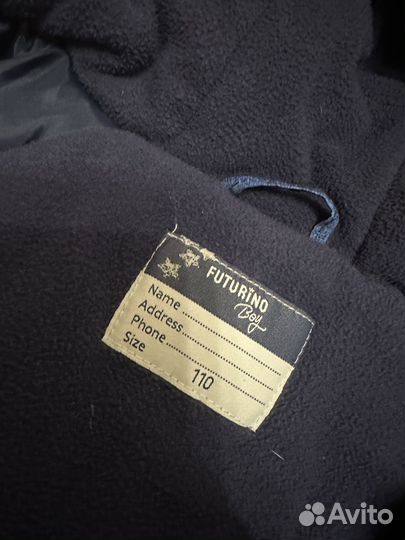 FUTURINO
Boy
Name
Address
Phone
Size 110
Avito